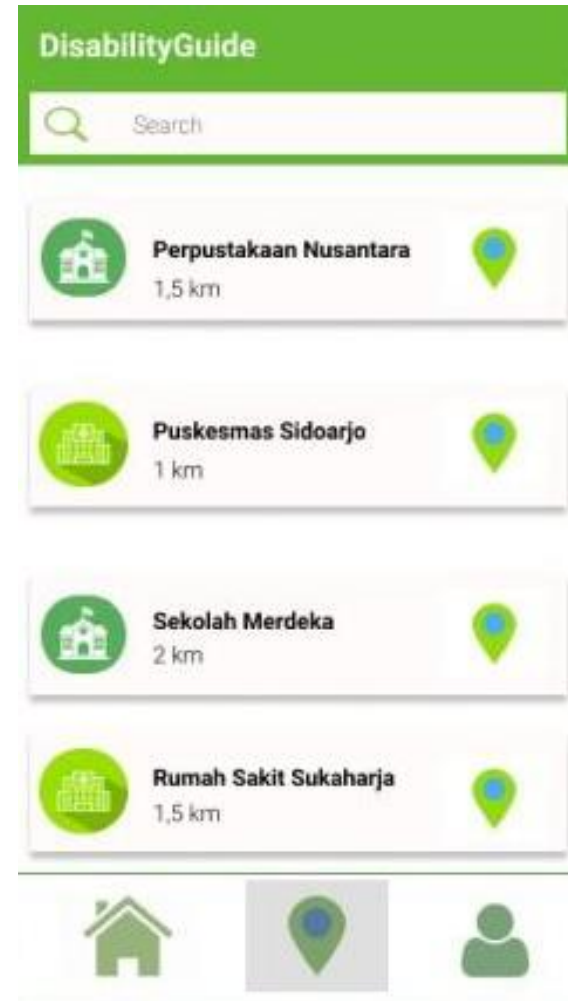 DisabilityGuide
Search
Perpustakaan Nusantara
1,5 km
Puskesmas Sidoarjo
1 km
Sekolah Merdeka
2 km
Rumah Sakit Sukaharja
1,5 km